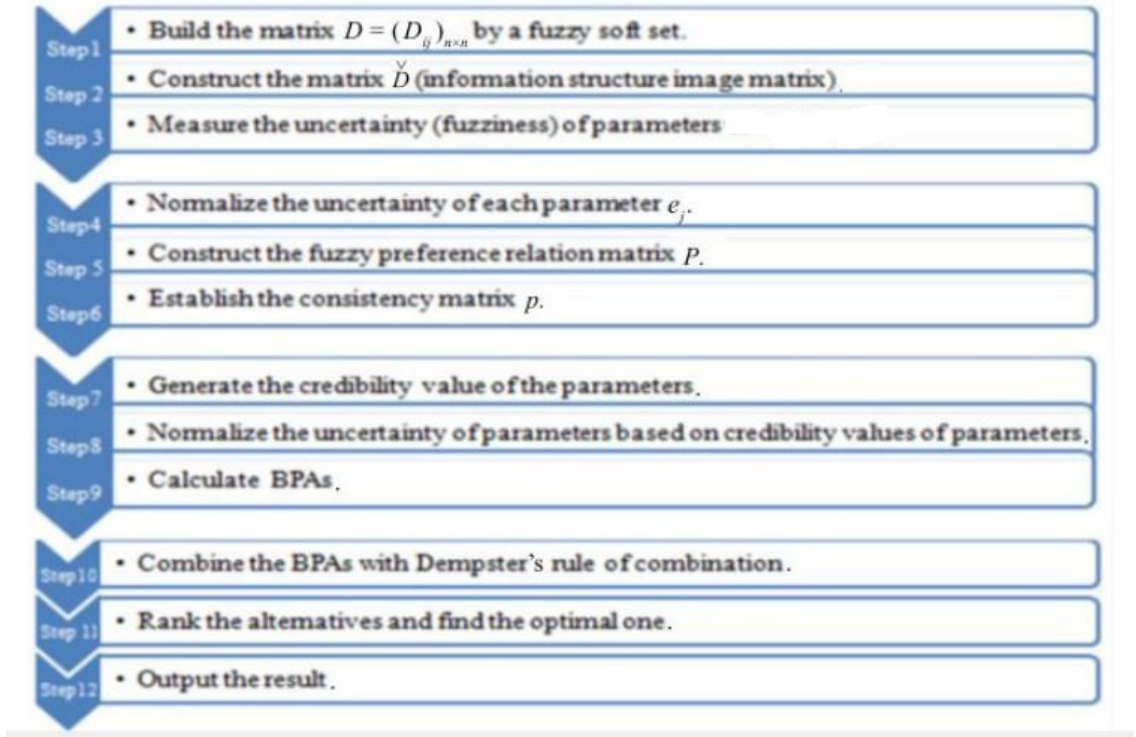 Step1
• Build the matrix D = (D_ij)_n×n by a fuzzy soft set.
Step 2
• Construct the matrix Ď (information structure image matrix).
Step 3
• Measure the uncertainty (fuzziness) of parameters
Step4
• Normalize the uncertainty of each parameter e_j.
Step 5
• Construct the fuzzy preference relation matrix P.
Step6
• Establish the consistency matrix p.
Step7
• Generate the credibility value of the parameters.
Step8
• Normalize the uncertainty of parameters based on credibility values of parameters.
Step9
• Calculate BPAs.
Step10
• Combine the BPAs with Dempster's rule of combination.
Step 11
• Rank the alternatives and find the optimal one.
Step12
• Output the result.